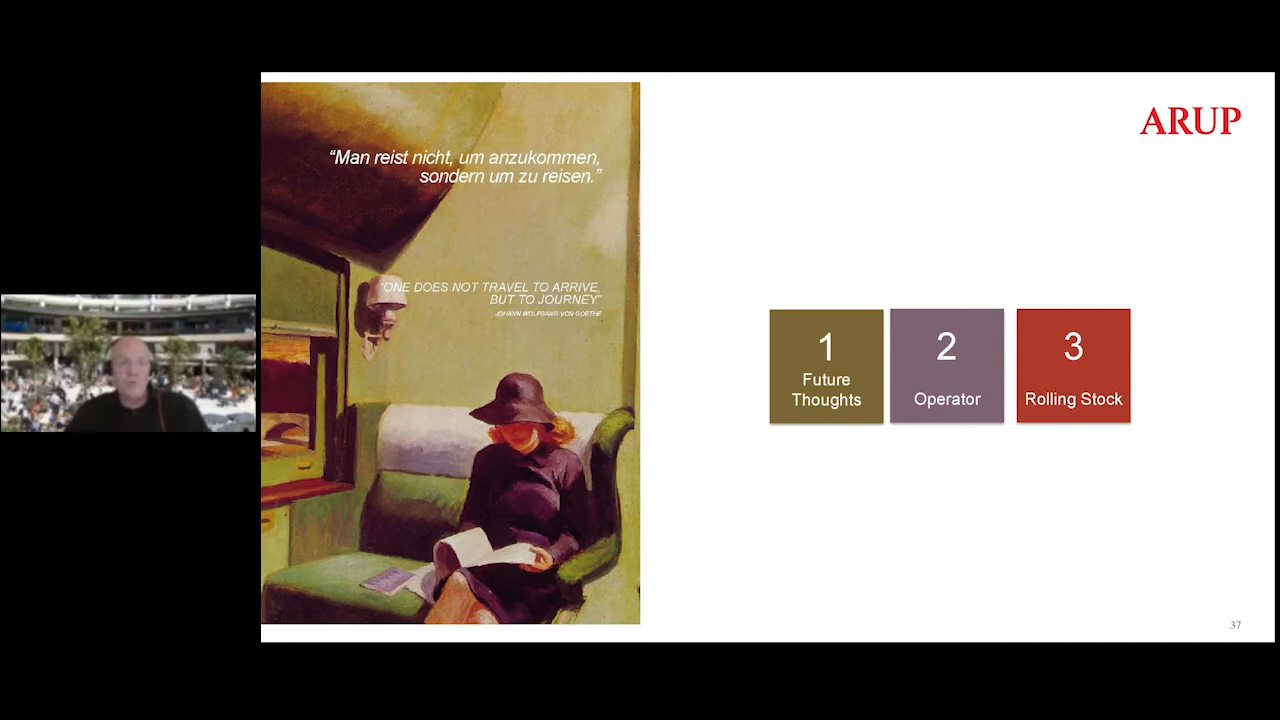 ARUP
“Man reist nicht, um anzukommen,
sondern um zu reisen.”
“ONE DOES NOT TRAVEL TO ARRIVE,
BUT TO JOURNEY”
JOHANN WOLFGANG VON GOETHE
1
Future
Thoughts
2
Operator
3
Rolling Stock
37